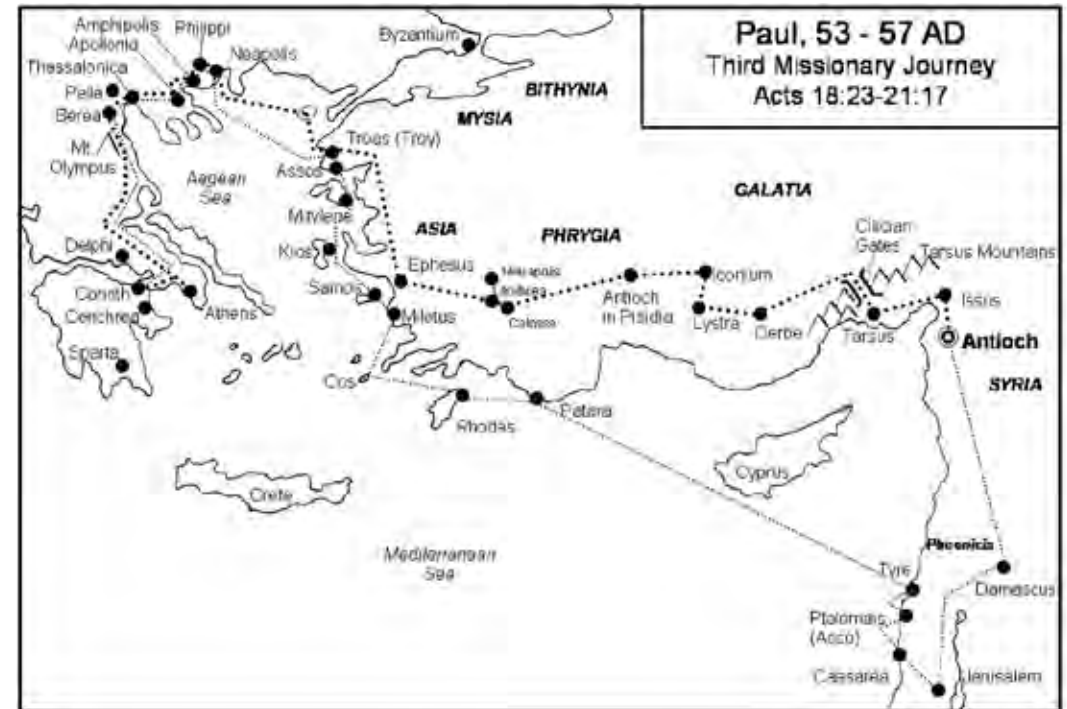 Paul, 53 - 57 AD
Third Missionary Journey
Acts 18:23-21:17
Amphipolis
Philippi
Apollonia
Neapolis
Thessalonica
Pella
Berea
Mt.
Olympus
Byzantium
BITHYNIA
MYSIA
Troas (Troy)
Assos
Aegean
Sea
Mitylene
GALATIA
ASIA
PHRYGIA
Cilician
Gates
Tarsus Mountains
Delphi
Kios
Ephesus
Iconium
Samos
Colossae
Antioch
in Pisidia
Issus
Corinth
Cenchrea
Athens
Miletus
Lystra
Derbe
Tarsus
Antioch
Sparta
Cos
SYRIA
Rhodes
Patara
Cyprus
Crete
Mediterranean
Sea
Phoenicia
Tyre
Damascus
Ptolemais
(Acco)
Caesarea
Jerusalem